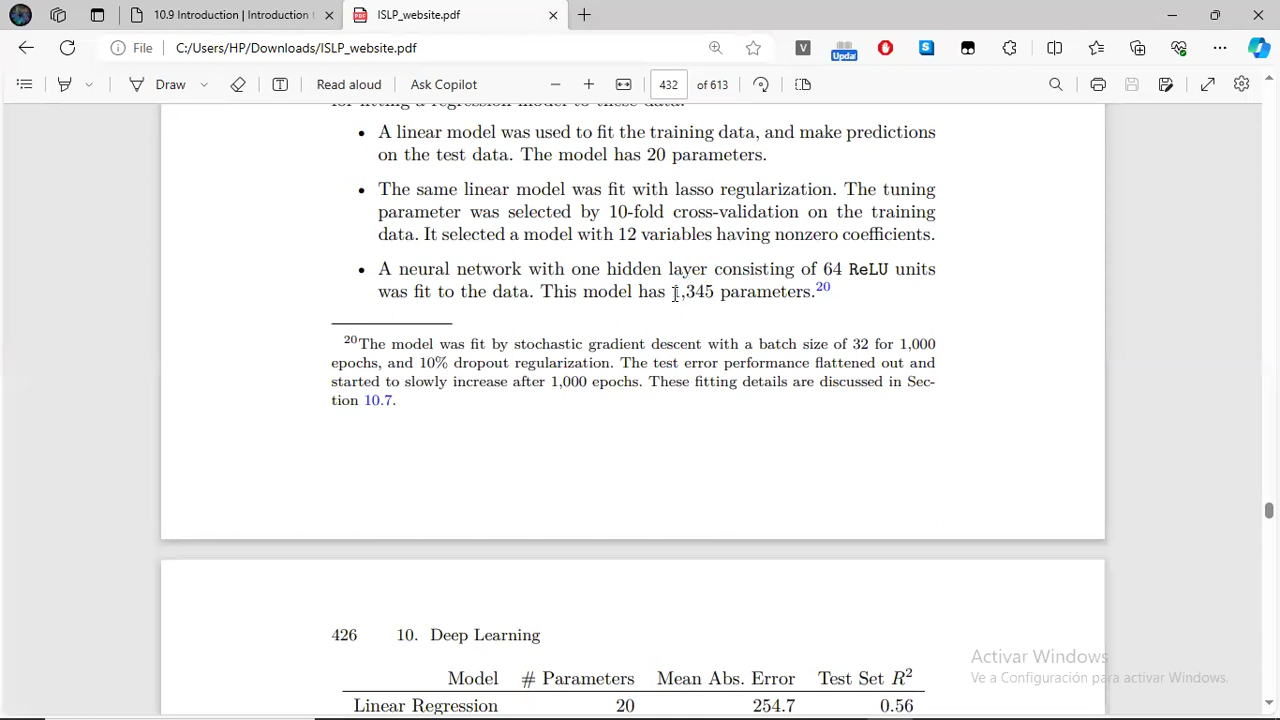 10.9 Introduction | Introduction t
ISLP_website.pdf
File
C:/Users/HP/Downloads/ISLP_website.pdf
Updat
Draw
Read aloud
Ask Copilot
432
of 613
for fitting a regression model to these data.
• A linear model was used to fit the training data, and make predictions
on the test data. The model has 20 parameters.
• The same linear model was fit with lasso regularization. The tuning
parameter was selected by 10-fold cross-validation on the training
data. It selected a model with 12 variables having nonzero coefficients.
• A neural network with one hidden layer consisting of 64 ReLU units
was fit to the data. This model has 1,345 parameters.20
20The model was fit by stochastic gradient descent with a batch size of 32 for 1,000
epochs, and 10% dropout regularization. The test error performance flattened out and
started to slowly increase after 1,000 epochs. These fitting details are discussed in Sec-
tion 10.7.
426 10. Deep Learning
Model # Parameters Mean Abs. Error Test Set R2
Linear Regression 20 254.7 0.56
Activar Windows
Ve a Configuración para activar Windows.